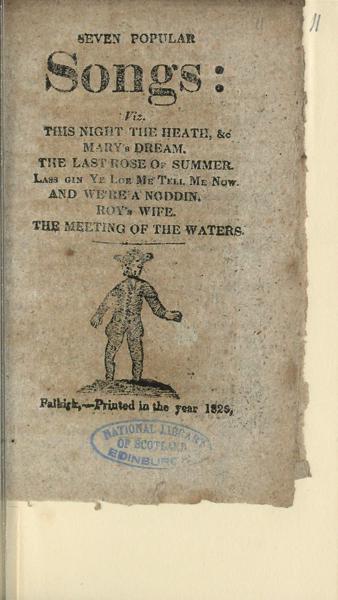 11
SEVEN POPULAR
Songs:
Viz.
THIS NIGHT THE HEATH, &c
MARY's DREAM.
THE LAST ROSE OF SUMMER.
LASS GIN YE LOE ME TELL ME NOW.
AND WE'RE A' NODDIN.
ROY's WIFE.
THE MEETING OF THE WATERS.
Falkirk,—Printed in the year 1825,
NATIONAL LIBRARY
OF SCOTLAND
EDINBURGH